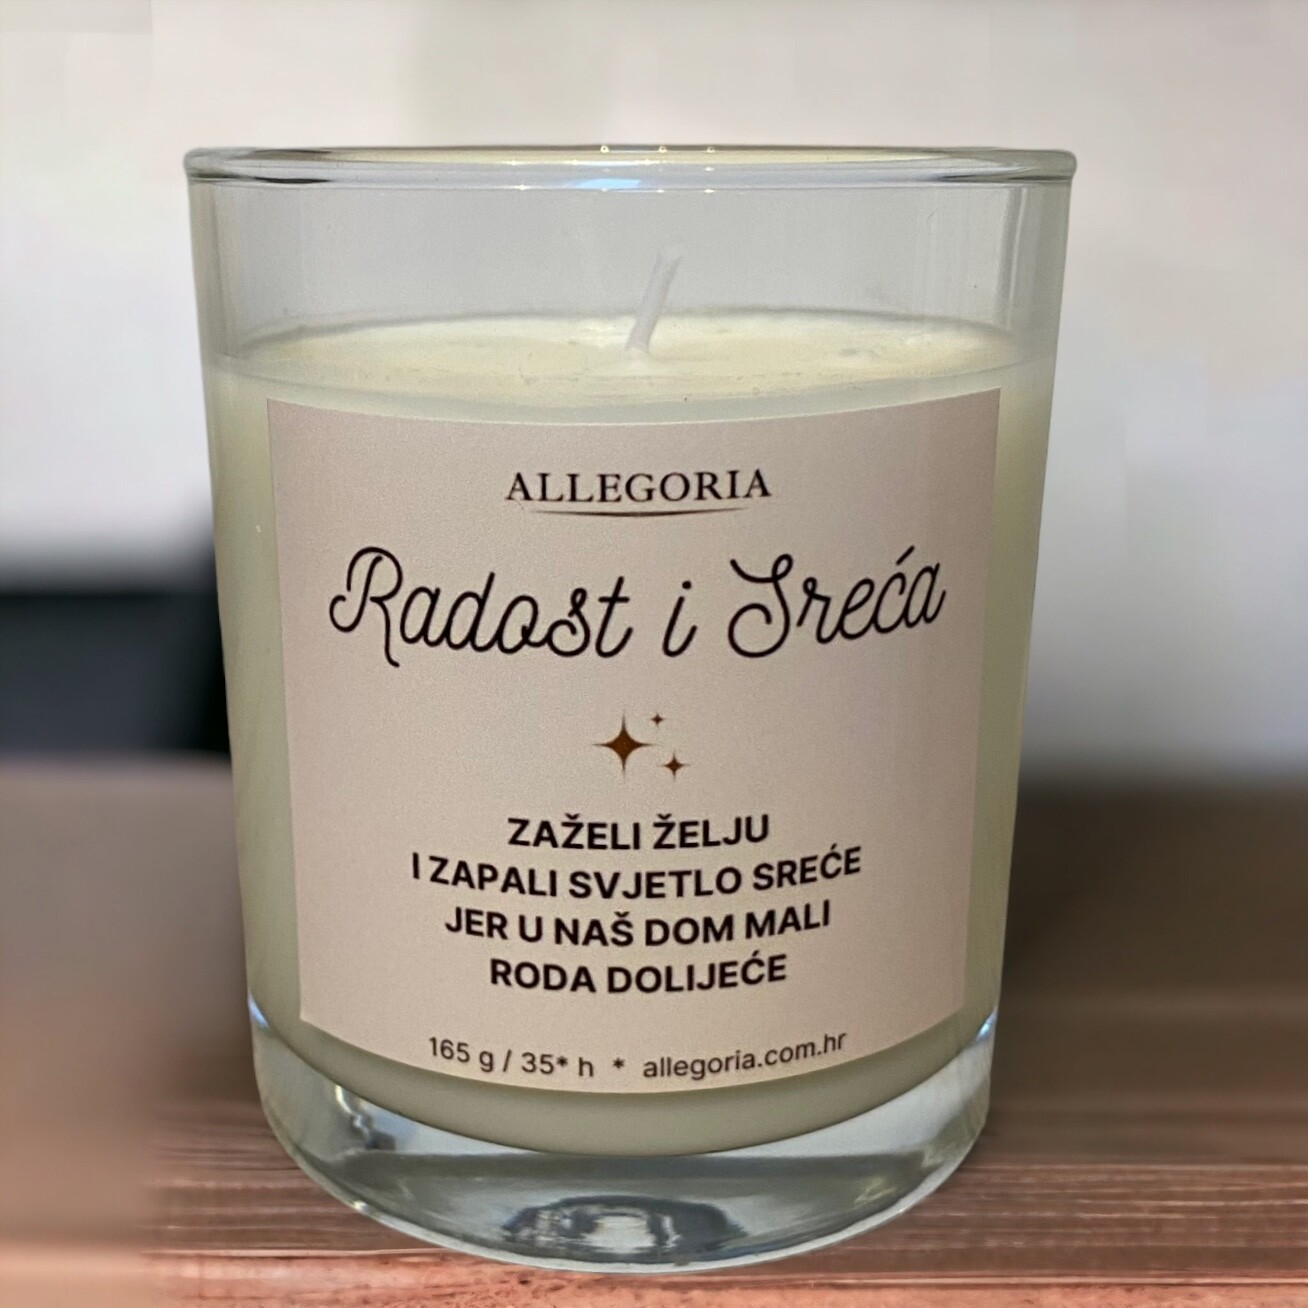 ALLEGORIA
Radost i Sreća
ZAŽELI ŽELJU
I ZAPALI SVJETLO SREĆE
JER U NAŠ DOM MALI
RODA DOLIJEĆE
165 g / 35* h * allegoria.com.hr